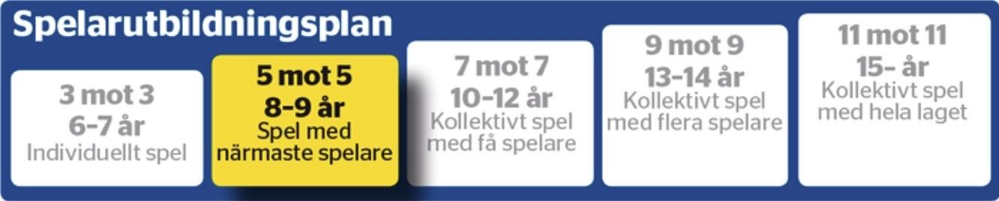 Spelarutbildningsplan
3 mot 3
6–7 år
Individuellt spel
5 mot 5
8–9 år
Spel med
närmaste spelare
7 mot 7
10–12 år
Kollektivt spel
med få spelare
9 mot 9
13–14 år
Kollektivt spel
med flera spelare
11 mot 11
15– år
Kollektivt spel
med hela laget